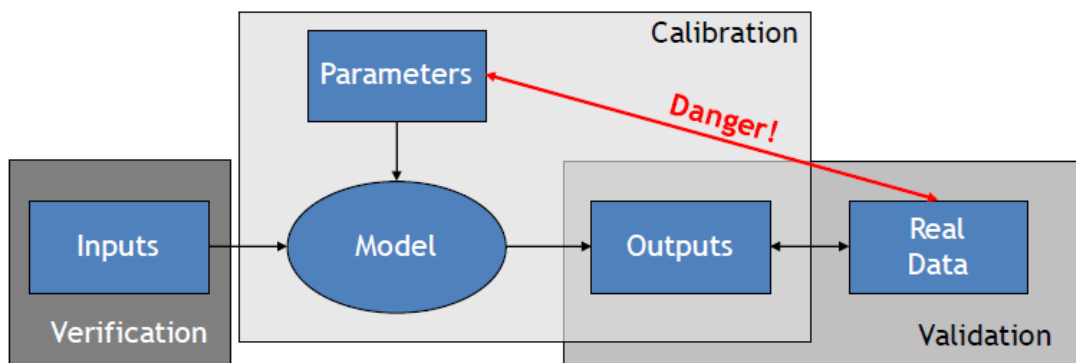 Calibration
Parameters
Danger!
Inputs
Model
Outputs
Real
Data
Verification
Validation